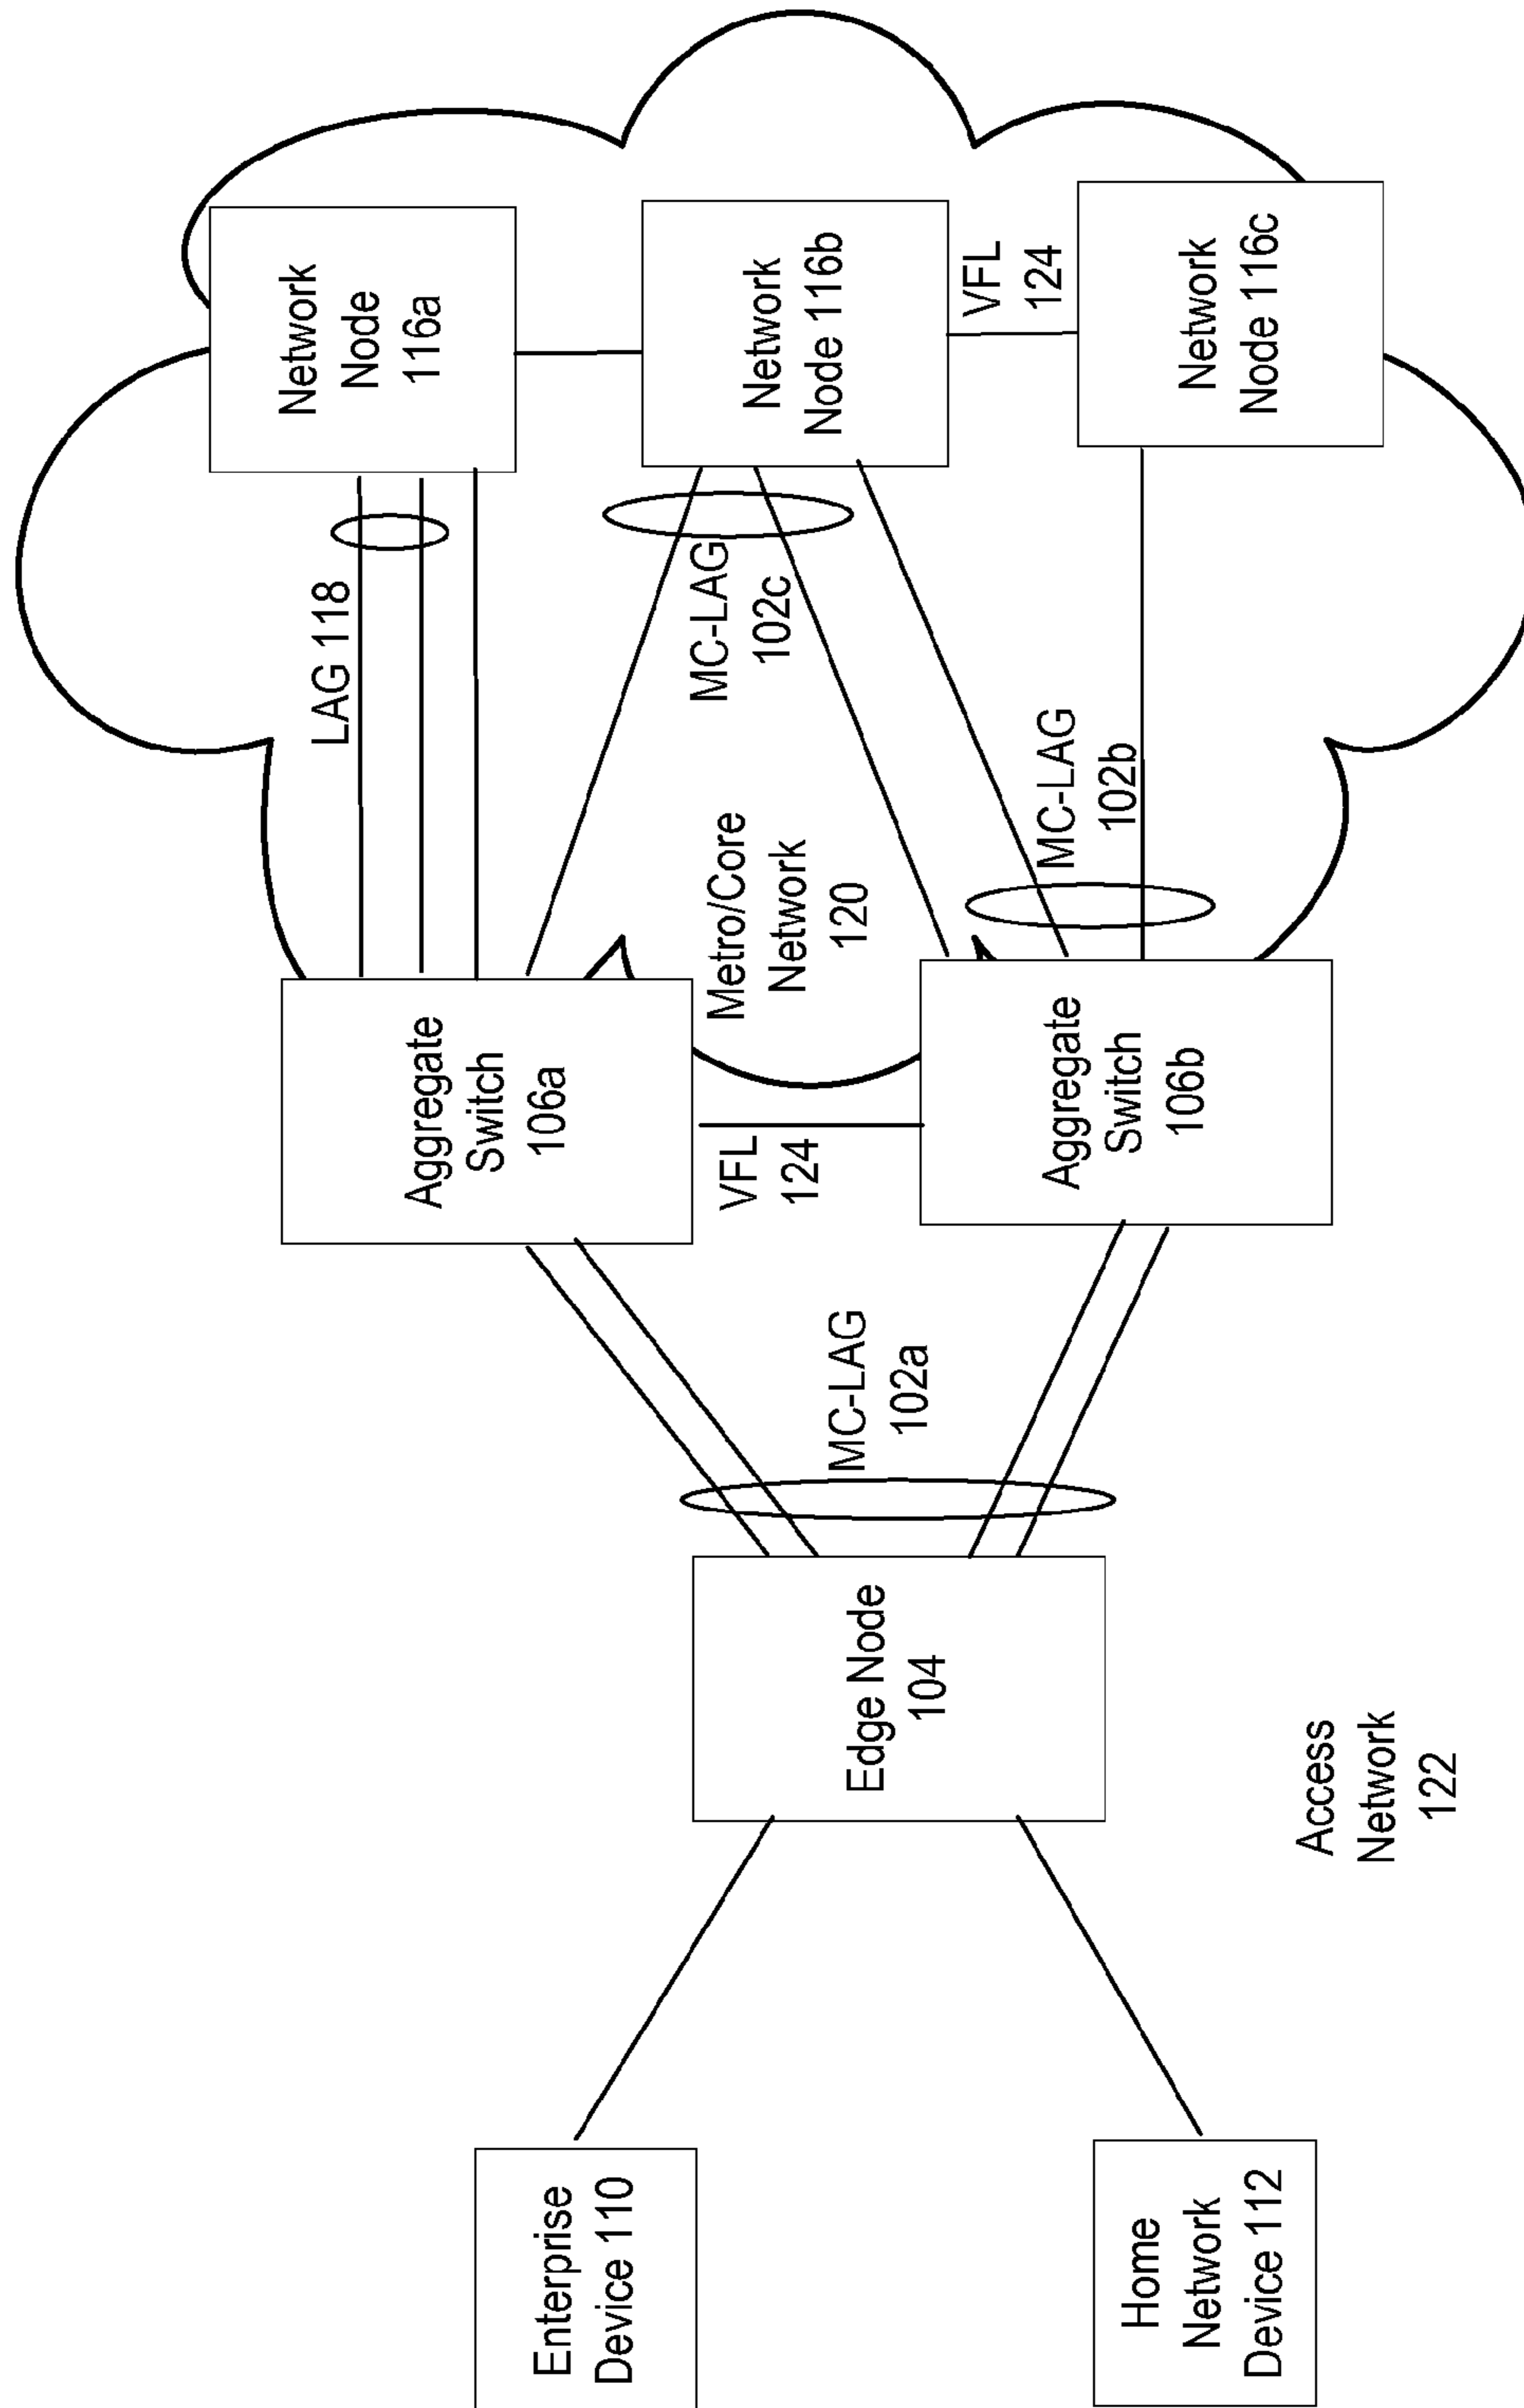 Enterprise
Device 110
Home
Network
Device 112
Edge Node
104
Access
Network
122
MC-LAG
102a
Aggregate
Switch
106a
VFL
124
Aggregate
Switch
106b
Metro/Core
Network
120
LAG 118
MC-LAG
102c
MC-LAG
102b
Network
Node
116a
Network
Node 116b
VFL
124
Network
Node 116c